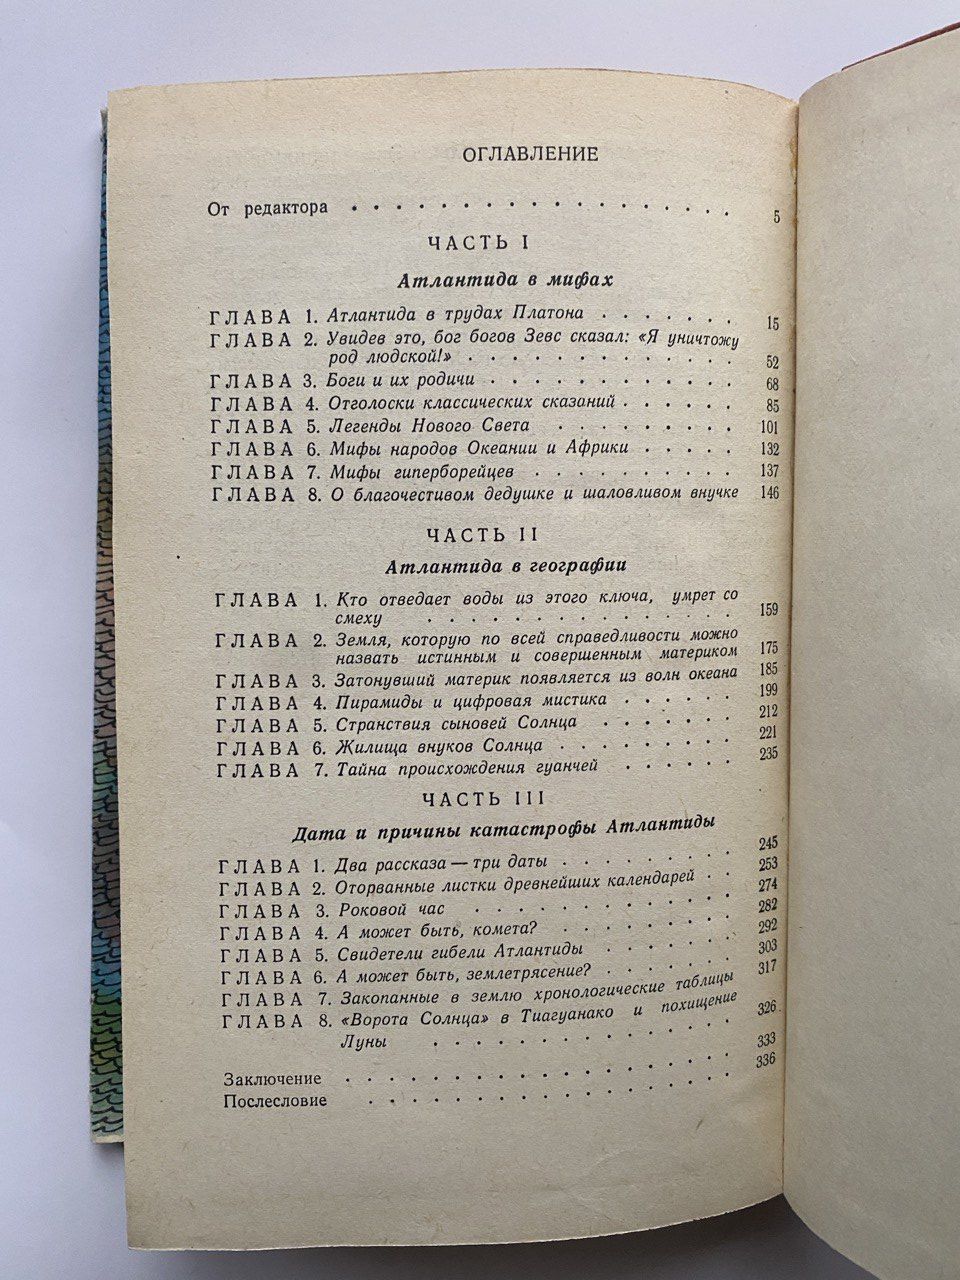 ОГЛАВЛЕНИЕ
От редактора . . . . . . . . . . . . . . . . . . 5
ЧАСТЬ I
Атлантида в мифах
ГЛАВА 1. Атлантида в трудах Платона . . . . . . . 15
ГЛАВА 2. Увидев это, бог богов Зевс сказал: «Я уничтожу
род людской!» . . . . . . . . . . . . . 52
ГЛАВА 3. Боги и их родичи . . . . . . . . . . . . 68
ГЛАВА 4. Отголоски классических сказаний . . . . . . 85
ГЛАВА 5. Легенды Нового Света . . . . . . . . . 101
ГЛАВА 6. Мифы народов Океании и Африки . . . . . 132
ГЛАВА 7. Мифы гиперборейцев . . . . . . . . . . 137
ГЛАВА 8. О благочестивом дедушке и шаловливом внучке 146
ЧАСТЬ II
Атлантида в географии
ГЛАВА 1. Кто отведает воды из этого ключа, умрет со
смеху . . . . . . . . . . . . . . . 159
ГЛАВА 2. Земля, которую по всей справедливости можно
назвать истинным и совершенным материком 175
ГЛАВА 3. Затонувший материк появляется из волн океана 185
ГЛАВА 4. Пирамиды и цифровая мистика . . . . . . 199
ГЛАВА 5. Странствия сыновей Солнца . . . . . . . 212
ГЛАВА 6. Жилища внуков Солнца . . . . . . . . . 221
ГЛАВА 7. Тайна происхождения гуанчей . . . . . . 235
ЧАСТЬ III
Дата и причины катастрофы Атлантиды
ГЛАВА 1. Два рассказа — три даты . . . . . . . . . 245
ГЛАВА 2. Оторванные листки древнейших календарей . . 253
ГЛАВА 3. Роковой час . . . . . . . . . . . . . 274
ГЛАВА 4. А может быть, комета? . . . . . . . . . 282
ГЛАВА 5. Свидетели гибели Атлантиды . . . . . . . 292
ГЛАВА 6. А может быть, землетрясение? . . . . . . . 303
ГЛАВА 7. Закопанные в землю хронологические таблицы 317
ГЛАВА 8. «Ворота Солнца» в Тиагуанако и похищение
Луны . . . . . . . . . . . . . 326
Заключение . . . . . . . . . . . . . . . . . . 333
Послесловие . . . . . . . . . . . . . . . . . 336